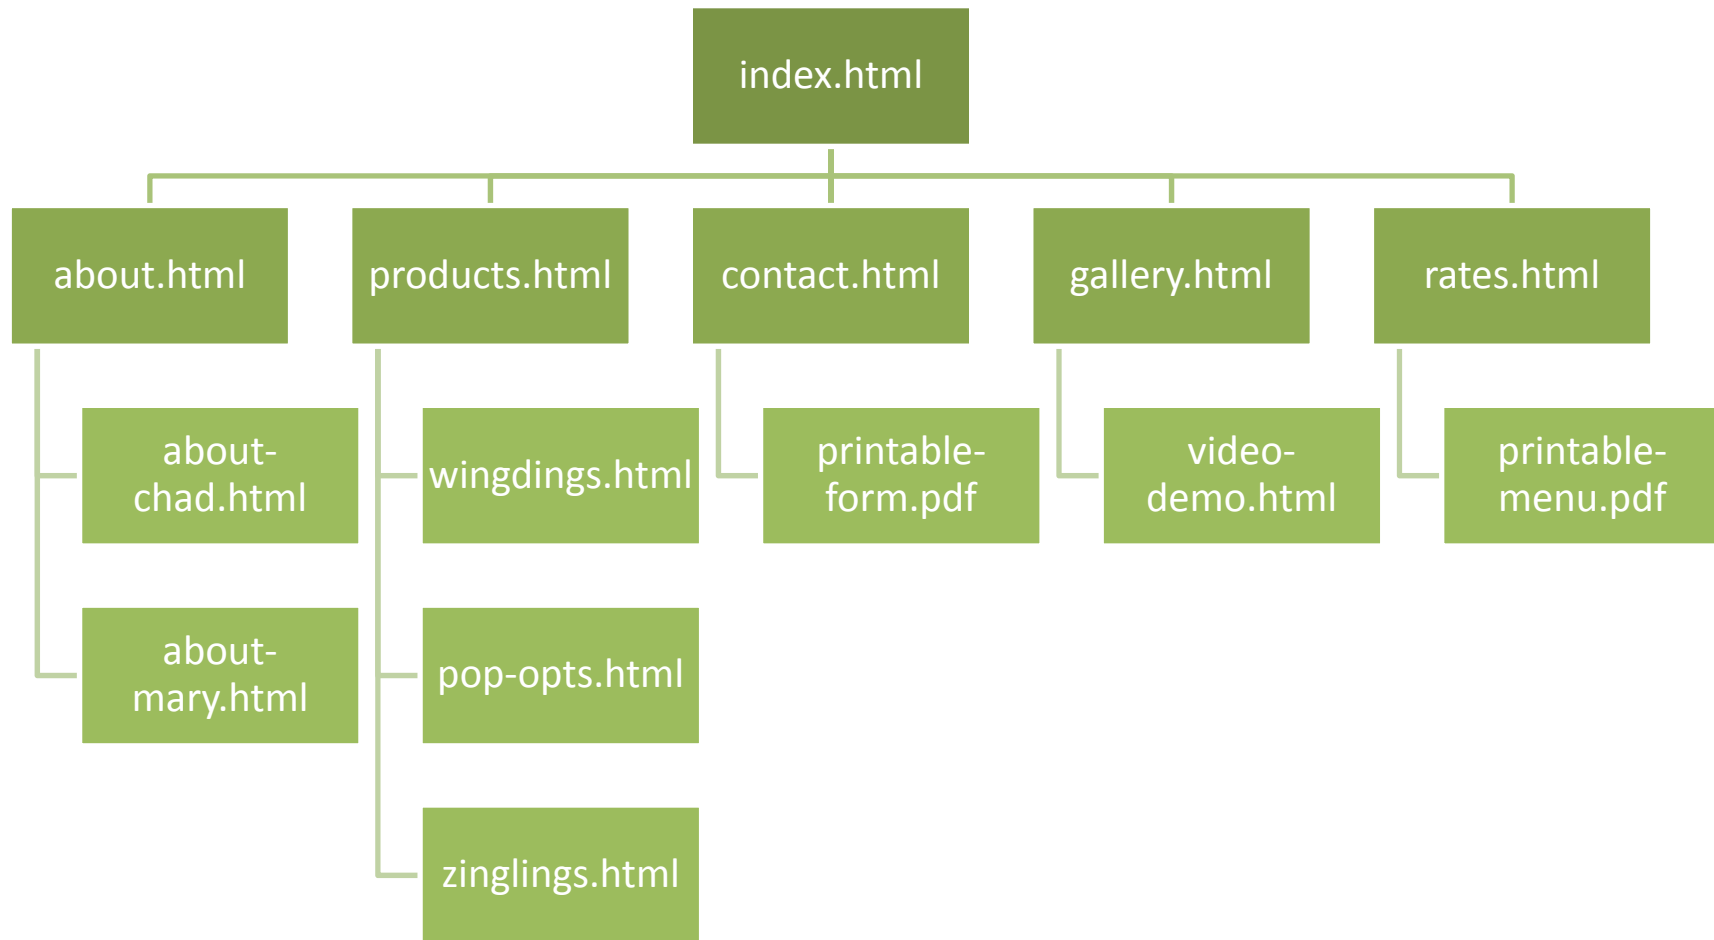 index.html
about.html
products.html
contact.html
gallery.html
rates.html
about-
chad.html
wingdings.html
printable-
form.pdf
video-
demo.html
printable-
menu.pdf
about-
mary.html
pop-opts.html
zinglings.html